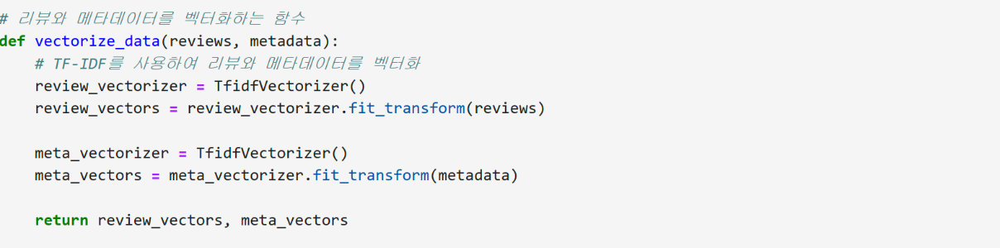 # 리뷰와 메타데이터를 벡터화하는 함수
def vectorize_data(reviews, metadata):
    # TF-IDF를 사용하여 리뷰와 메타데이터를 벡터화
    review_vectorizer = TfidfVectorizer()
    review_vectors = review_vectorizer.fit_transform(reviews)

    meta_vectorizer = TfidfVectorizer()
    meta_vectors = meta_vectorizer.fit_transform(metadata)

    return review_vectors, meta_vectors